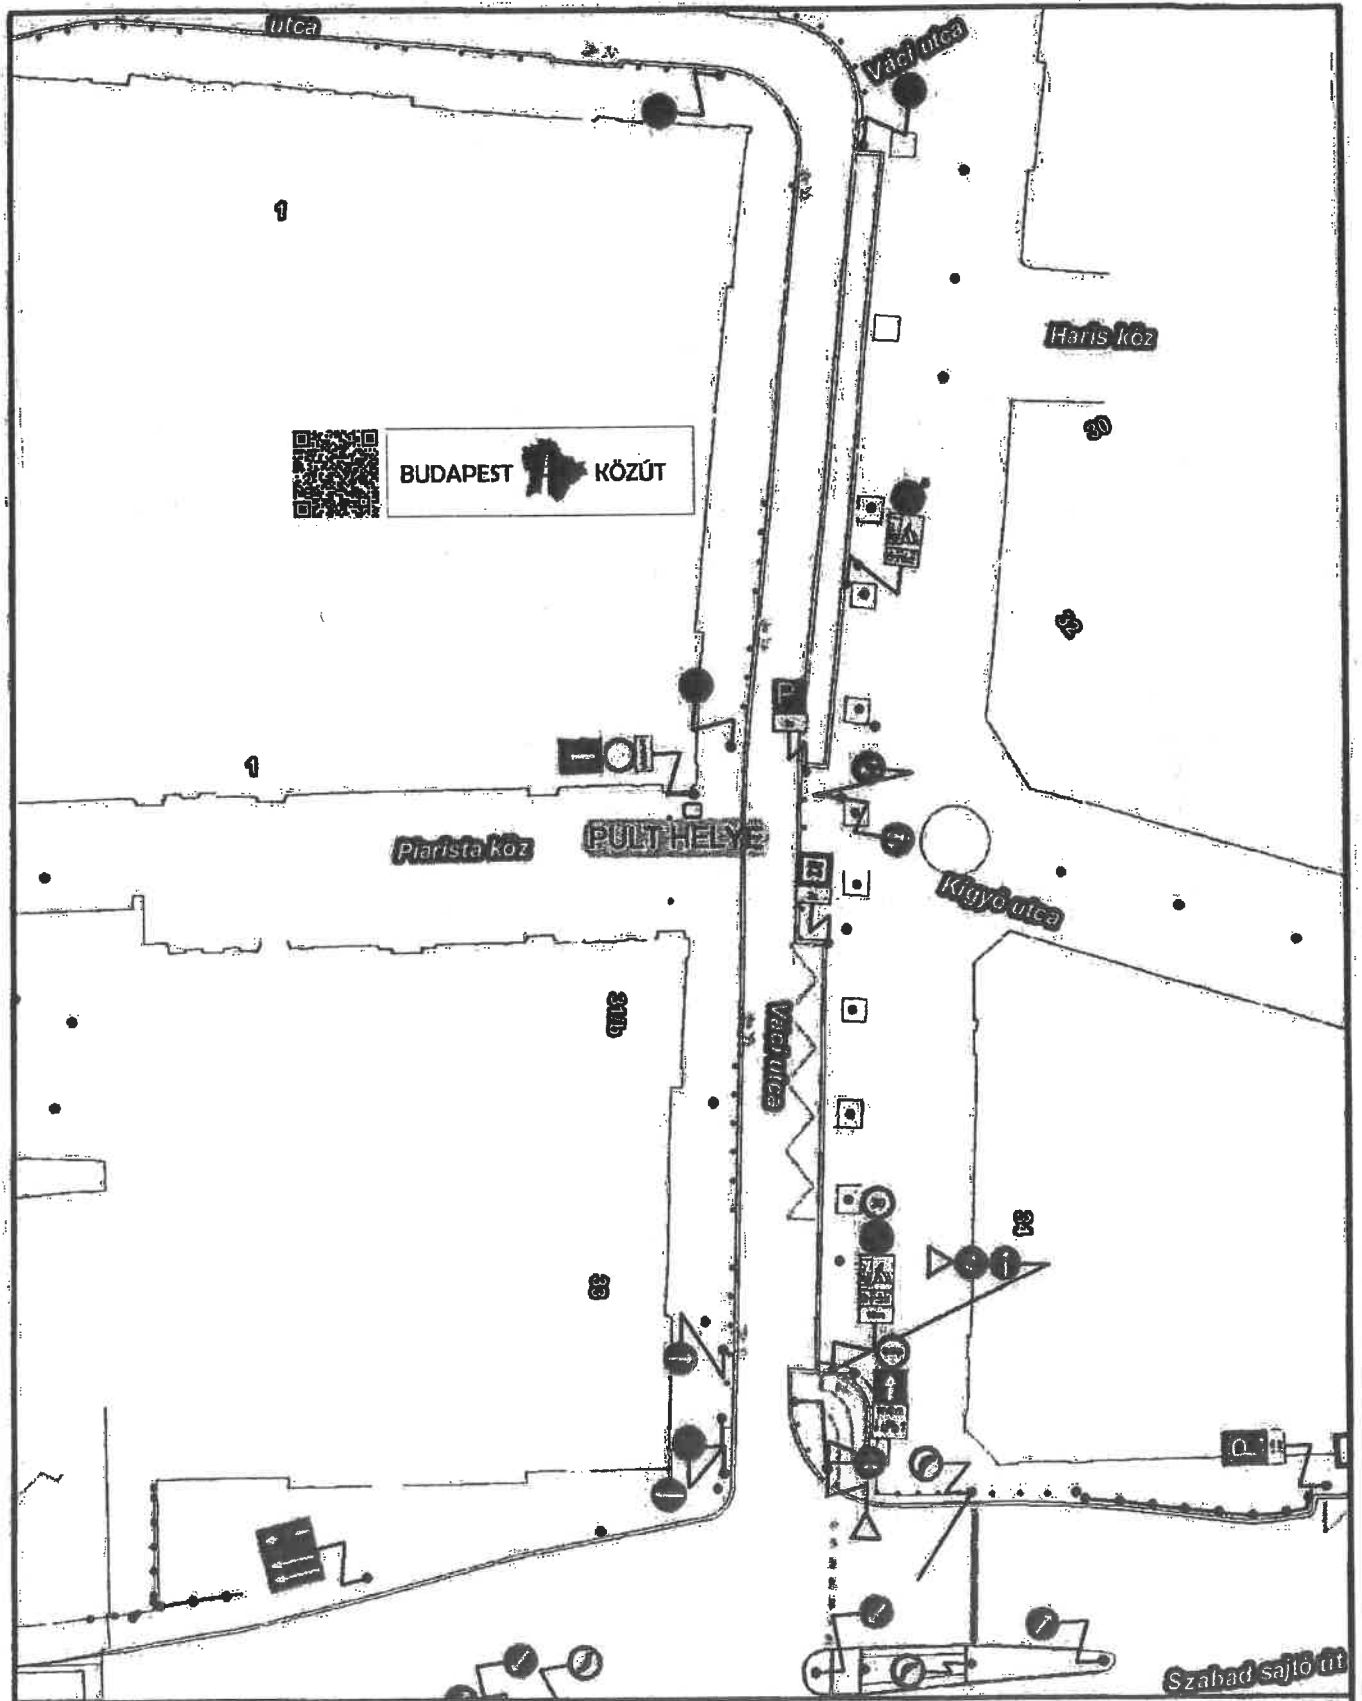 utca
Váci utca
1
Haris köz
30
BUDAPEST KÖZÚT
32
P
1
Piarista köz
PULT HELYE
Kígyó utca
31/b
Váci utca
34
33
P
Szabad sajtó út